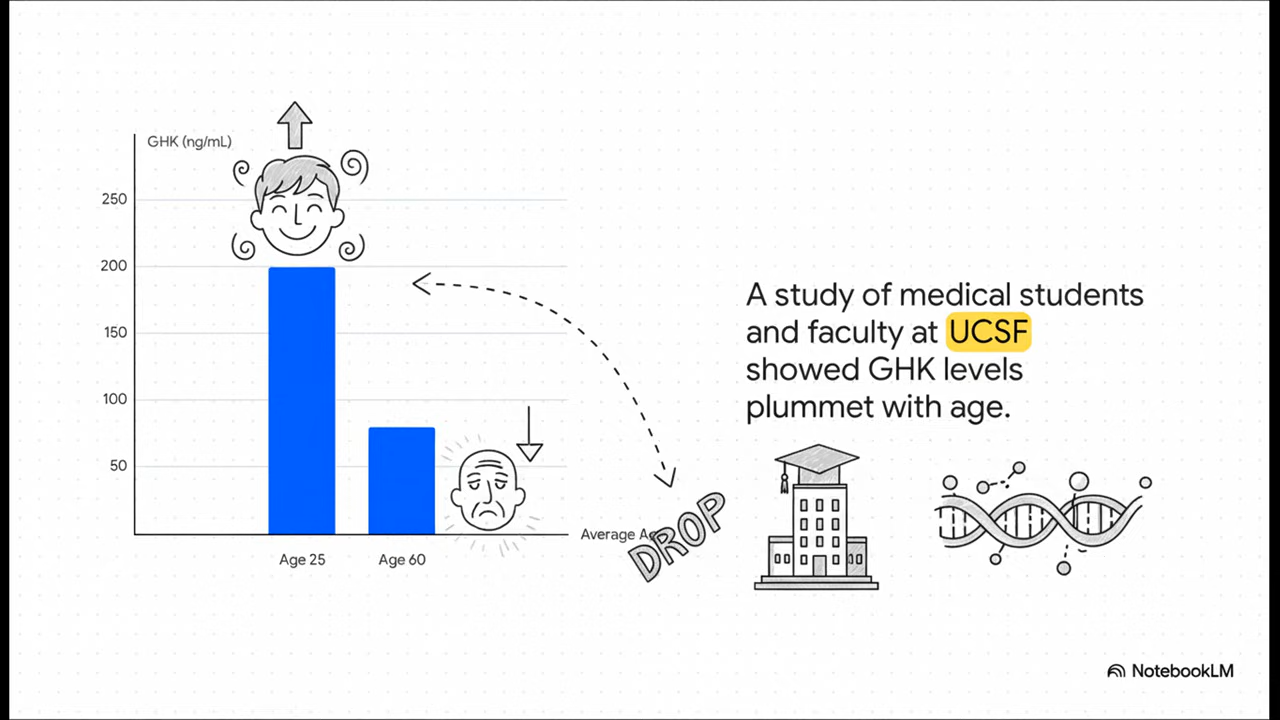 GHK (ng/mL)
250
200
150
100
50
Age 25
Age 60
Average
DROP
A study of medical students
and faculty at UCSF
showed GHK levels
plummet with age.
NotebookLM